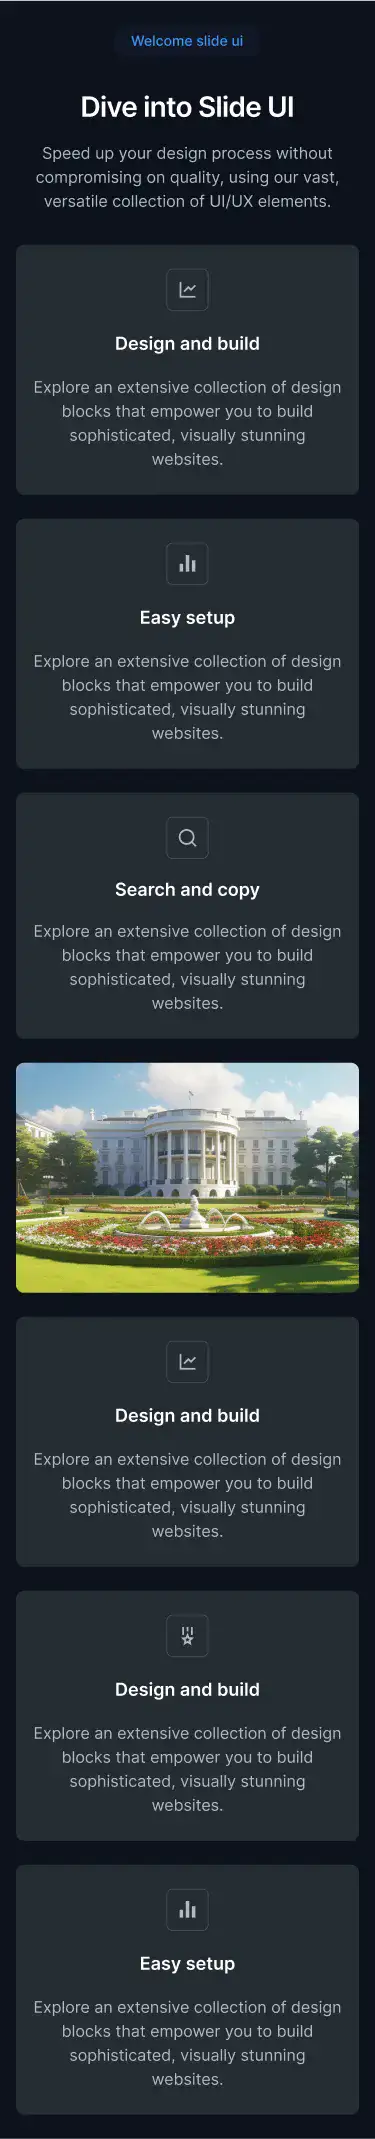 Welcome slide ui
Dive into Slide UI
Speed up your design process without
compromising on quality, using our vast,
versatile collection of UI/UX elements.
Design and build
Explore an extensive collection of design
blocks that empower you to build
sophisticated, visually stunning
websites.
Easy setup
Explore an extensive collection of design
blocks that empower you to build
sophisticated, visually stunning
websites.
Search and copy
Explore an extensive collection of design
blocks that empower you to build
sophisticated, visually stunning
websites.
Design and build
Explore an extensive collection of design
blocks that empower you to build
sophisticated, visually stunning
websites.
Design and build
Explore an extensive collection of design
blocks that empower you to build
sophisticated, visually stunning
websites.
Easy setup
Explore an extensive collection of design
blocks that empower you to build
sophisticated, visually stunning
websites.